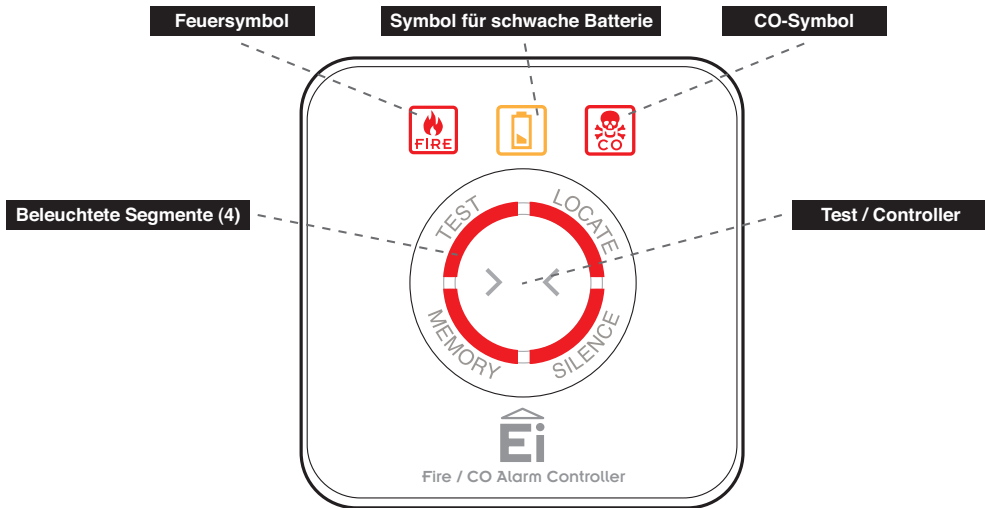 Feuersymbol
Symbol für schwache Batterie
CO-Symbol
FIRE
CO
Beleuchtete Segmente (4)
Test / Controller
TEST
LOCATE
MEMORY
SILENCE
Ei
Fire / CO Alarm Controller